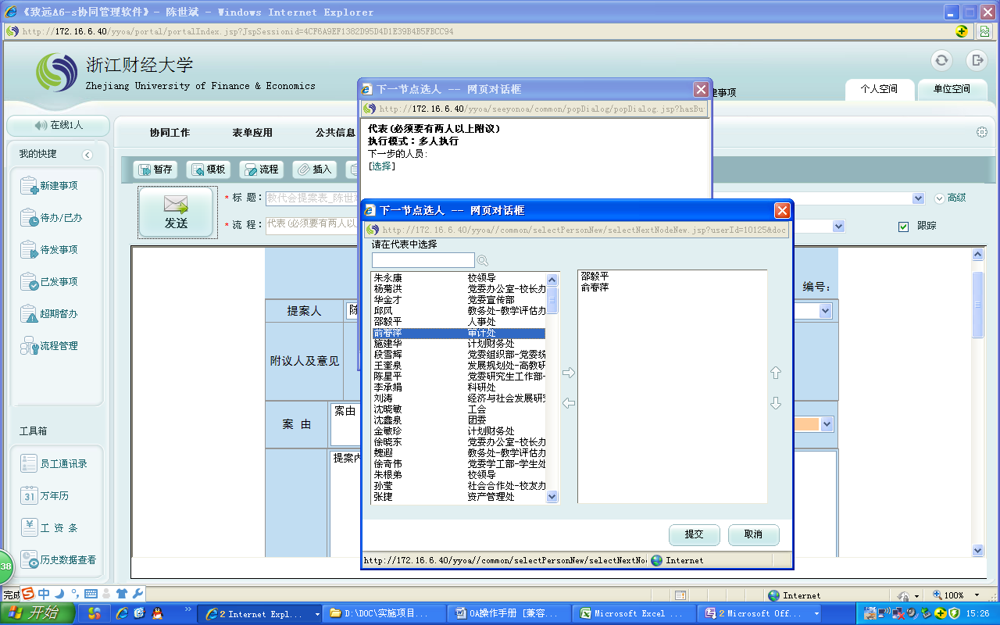 《致远A6-s协同管理软件》- 陈世斌 - Windows Internet Explorer
http://172.16.6.40/yyoa/portal/portalIndex.jsp?JspSessionid=4CF6A9EF1382D95D4D1E39B4B5FBCC94
浙江财经大学
Zhejiang University of Finance & Economics
建事项
个人空间
单位空间
在线1人
协同工作
表单应用
公共信息
我的快捷
新建事项
待办/已办
待发事项
已发事项
超期督办
流程管理
工具箱
员工通讯录
万年历
工 资 条
历史数据查看
暂存
模板
流程
插入
发送
* 标 题:
教代会提案表_陈世斌
* 流 程:
代表(必须要有两人以
高级
跟踪
编号:
提案人
陈
附议人及意见
案 由
案由
提案内
下一节点选人 -- 网页对话框
http://172.16.6.40/yyoa/seeyonoa/common/popDialog/popDialog.jsp?hasBu
代表(必须要有两人以上附议)
执行模式：多人执行
下一步的人员:
[选择]
下一节点选人 -- 网页对话框
http://172.16.6.40/yyoa//common/selectPersonNew/selectNextNodeNew.jsp?userId=10125&doc
请在代表中选择
朱永康 校领导
杨菊洪 党委办公室-校长办
华金才 党委宣传部
邱风 教务处-教学评估办
邵毅平 人事处
俞春萍 审计处
施建华 计划财务处
段雪辉 党委组织部-党委统
王奎泉 发展规划处-高教研
陈星平 党委研究生工作部-
李承娟 科研处
刘涛 经济与社会发展研究
沈晓敏 工会
沈鑫泉 团委
金敏珍 计划财务处
徐晓东 党委办公室-校长办
魏遐 教务处-教学评估办
徐奇伟 党委学工部-学生处
朱根弟 校领导
孙莹 社会合作处-校友办
张捷 资产管理处
邵毅平
俞春萍
提交
取消
http://172.16.6.40/yyoa//common/selectPersonNew/selectNextNo
Internet
38
完成
中
Internet
100%
开始
2 Internet Expl...
D:\DOC\实施项目...
OA操作手册 [兼容...
Microsoft Excel ...
2 Microsoft Off...
15:26